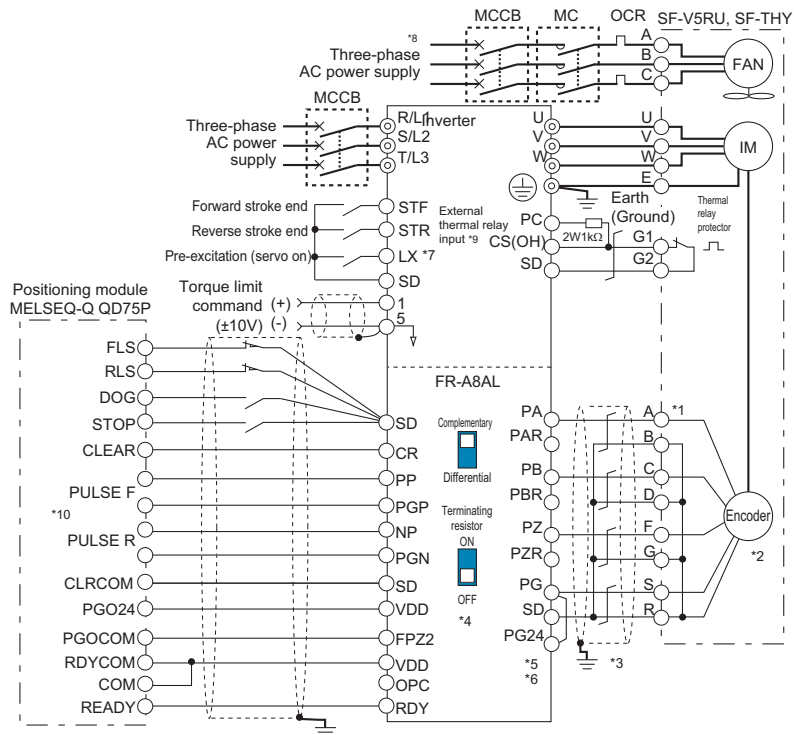 MCCB MC OCR SF-V5RU, SF-THY
*8
Three-phase
AC power supply
A
B
C
FAN
MCCB
Three-phase
AC power
supply
R/L1
S/L2
T/L3
Inverter
U
V
W
U
V
W
E
IM
Earth
(Ground)
Thermal
relay
protector
Forward stroke end
Reverse stroke end
Pre-excitation (servo on)
STF
STR
LX *7
SD
External
thermal relay
input *9
PC
CS(OH)
SD
2W1kΩ
G1
G2
Torque limit
command
(±10V)
(+)
(-)
1
5
Positioning module
MELSEQ-Q QD75P
FLS
RLS
DOG
STOP
CLEAR
PULSE F
*10
PULSE R
CLRCOM
PGO24
PGOCOM
RDYCOM
COM
READY
SD
CR
PP
PGP
NP
PGN
SD
VDD
FPZ2
VDD
OPC
RDY
FR-A8AL
Complementary
Differential
Terminating
resistor
ON
OFF
*4
PA
PAR
PB
PBR
PZ
PZR
PG
SD
PG24
*5
*6
*3
A *1
B
C
D
F
G
S
R
Encoder
*2